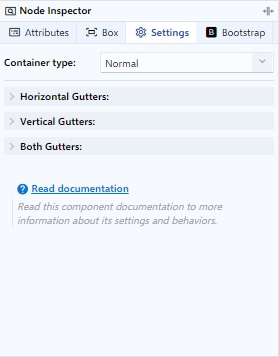 Node Inspector
Attributes Box Settings B Bootstrap
Container type: Normal
Horizontal Gutters:
Vertical Gutters:
Both Gutters:
? Read documentation
Read this component documentation to more
information about its settings and behaviors.